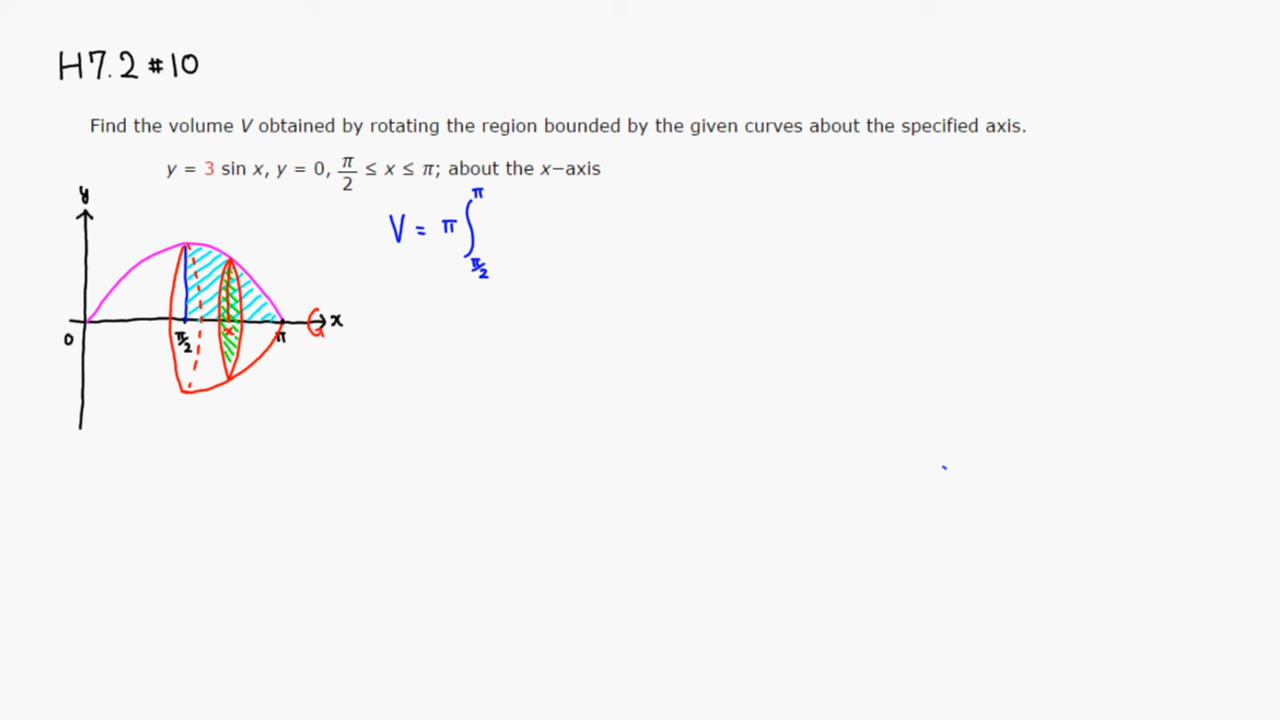 H7.2 #10
Find the volume V obtained by rotating the region bounded by the given curves about the specified axis.
y = 3 sin x, y = 0, π/2 ≤ x ≤ π; about the x−axis
y
V = π ∫_{π/2}^{π}
x
0
π/2
π